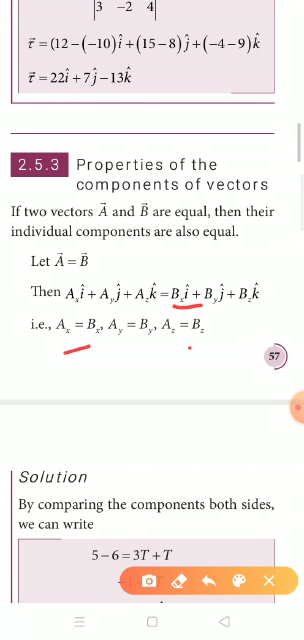 |3 −2 4|
τ⃗ = (12 − (−10)î + (15 − 8)ĵ + (−4 − 9)k̂
τ⃗ = 22î + 7ĵ − 13k̂
2.5.3 Properties of the
components of vectors
If two vectors A⃗ and B⃗ are equal, then their
individual components are also equal.
Let A⃗ = B⃗
Then Aₓî + A_yĵ + A_zk̂ = Bₓî + B_yĵ + B_zk̂
i.e., Aₓ = Bₓ, A_y = B_y, A_z = B_z
57
Solution
By comparing the components both sides,
we can write
5 − 6 = 3T + T